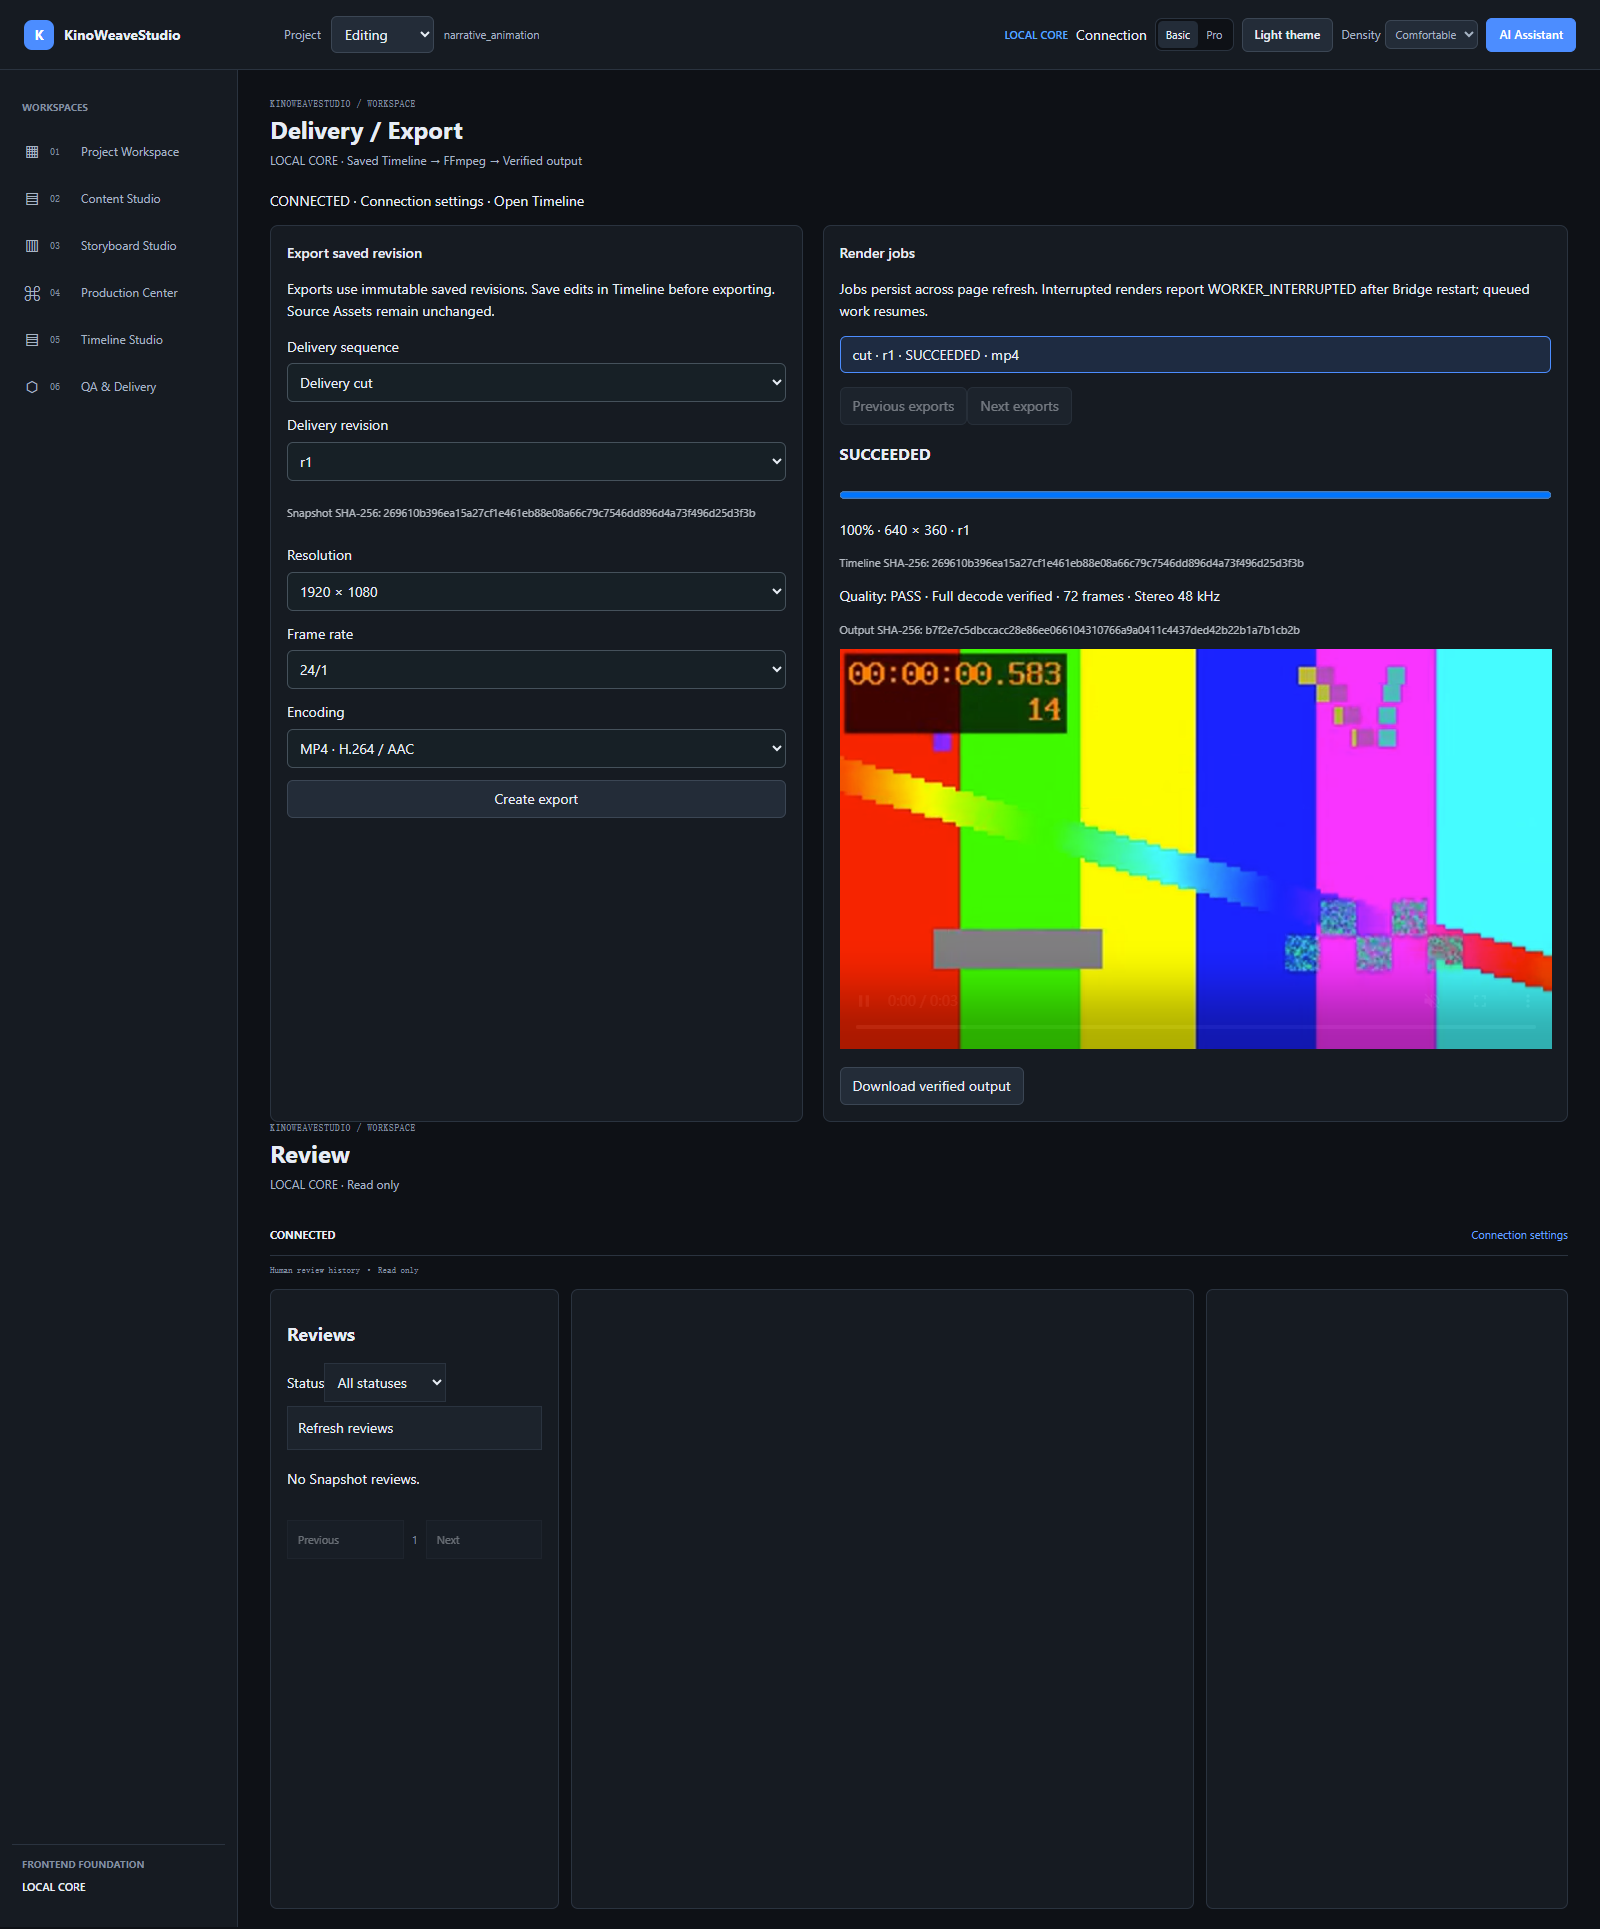 K KinoWeaveStudio
Project Editing narrative_animation
LOCAL CORE Connection Basic Pro Light theme Density Comfortable AI Assistant
WORKSPACES
01 Project Workspace
02 Content Studio
03 Storyboard Studio
04 Production Center
05 Timeline Studio
06 QA & Delivery
FRONTEND FOUNDATION
LOCAL CORE
KINOWEAVESTUDIO / WORKSPACE
Delivery / Export
LOCAL CORE · Saved Timeline → FFmpeg → Verified output
CONNECTED · Connection settings · Open Timeline
Export saved revision
Exports use immutable saved revisions. Save edits in Timeline before exporting.
Source Assets remain unchanged.
Delivery sequence
Delivery cut
Delivery revision
r1
Snapshot SHA-256: 269610b396ea15a27cf1e461eb88e08a66c79c7546dd896d4a73f496d25d3f3b
Resolution
1920 × 1080
Frame rate
24/1
Encoding
MP4 · H.264 / AAC
Create export
Render jobs
Jobs persist across page refresh. Interrupted renders report WORKER_INTERRUPTED after Bridge restart; queued
work resumes.
cut · r1 · SUCCEEDED · mp4
Previous exports Next exports
SUCCEEDED
100% · 640 × 360 · r1
Timeline SHA-256: 269610b396ea15a27cf1e461eb88e08a66c79c7546dd896d4a73f496d25d3f3b
Quality: PASS · Full decode verified · 72 frames · Stereo 48 kHz
Output SHA-256: b7f2e7c5dbccacc28e86ee066104310766a9a0411c4437ded42b22b1a7b1cb2b
00:00:00.583
14
0:00 / 0:03
Download verified output
KINOWEAVESTUDIO / WORKSPACE
Review
LOCAL CORE · Read only
CONNECTED
Connection settings
Human review history • Read only
Reviews
Status All statuses
Refresh reviews
No Snapshot reviews.
Previous 1 Next